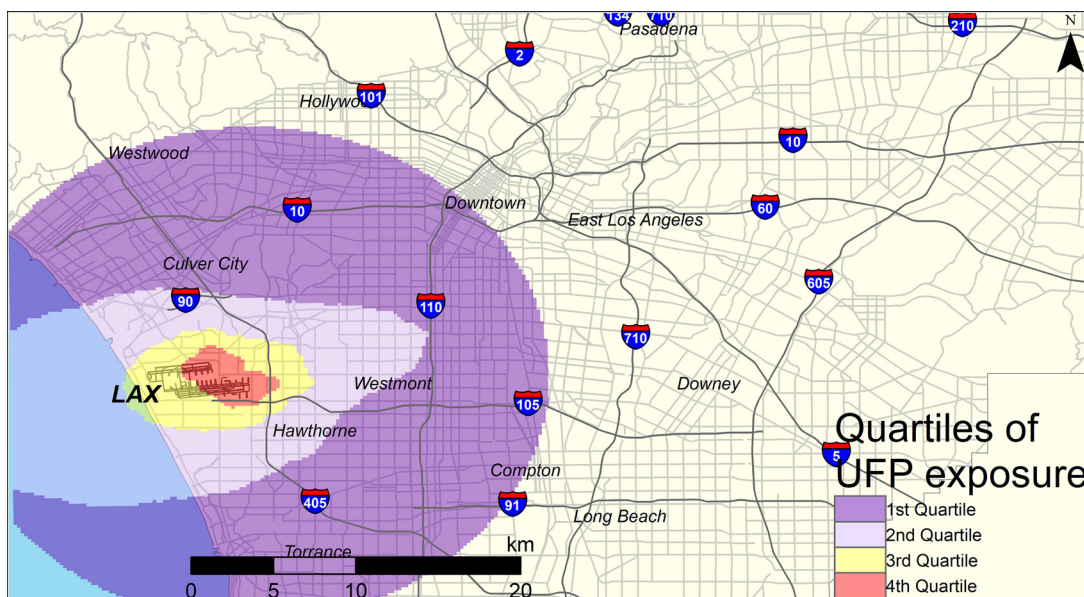 134
710
210
N
Pasadena
2
101
Hollywoo
10
Westwood
10
60
Downtown
East Los Angeles
Culver City
605
90
110
710
LAX
Westmont
Downey
105
Hawthorne
Quartiles of
UFP exposure
5
Compton
405
91
1st Quartile
Long Beach
2nd Quartile
km
Torrance
3rd Quartile
0 5 10 20
4th Quartile